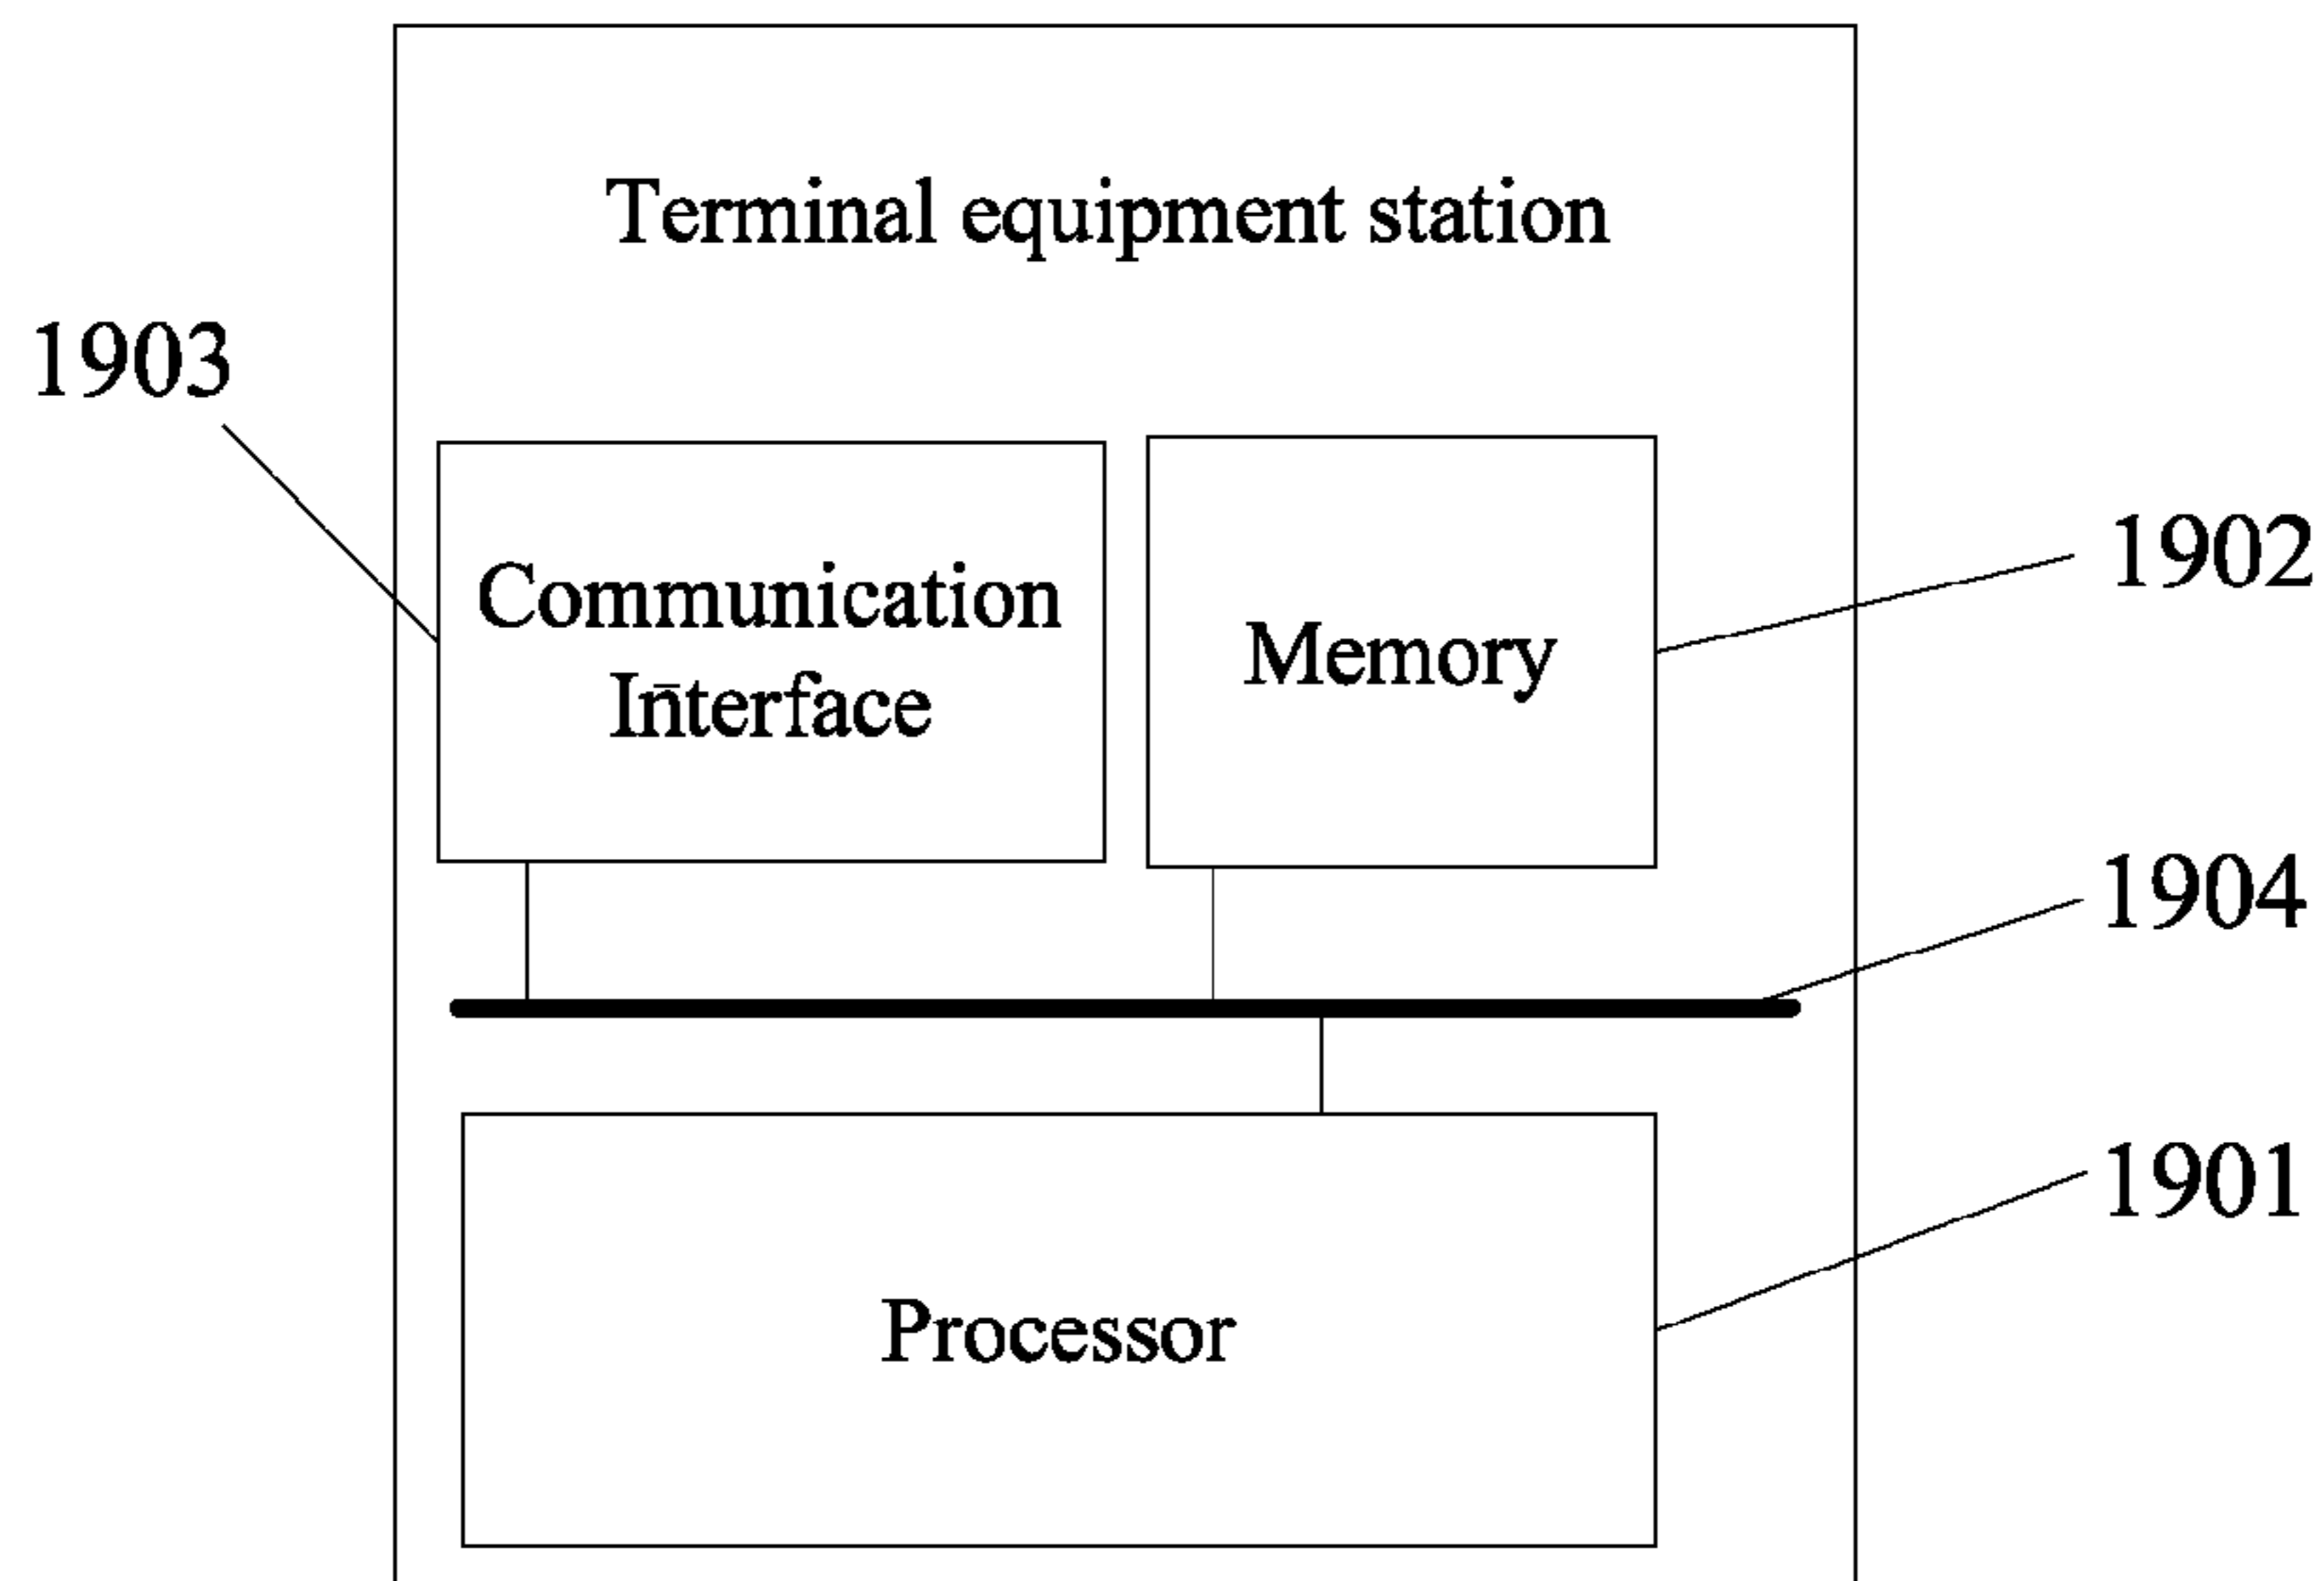 Terminal equipment station
1903
Communication
Interface
Memory
1902
1904
1901
Processor